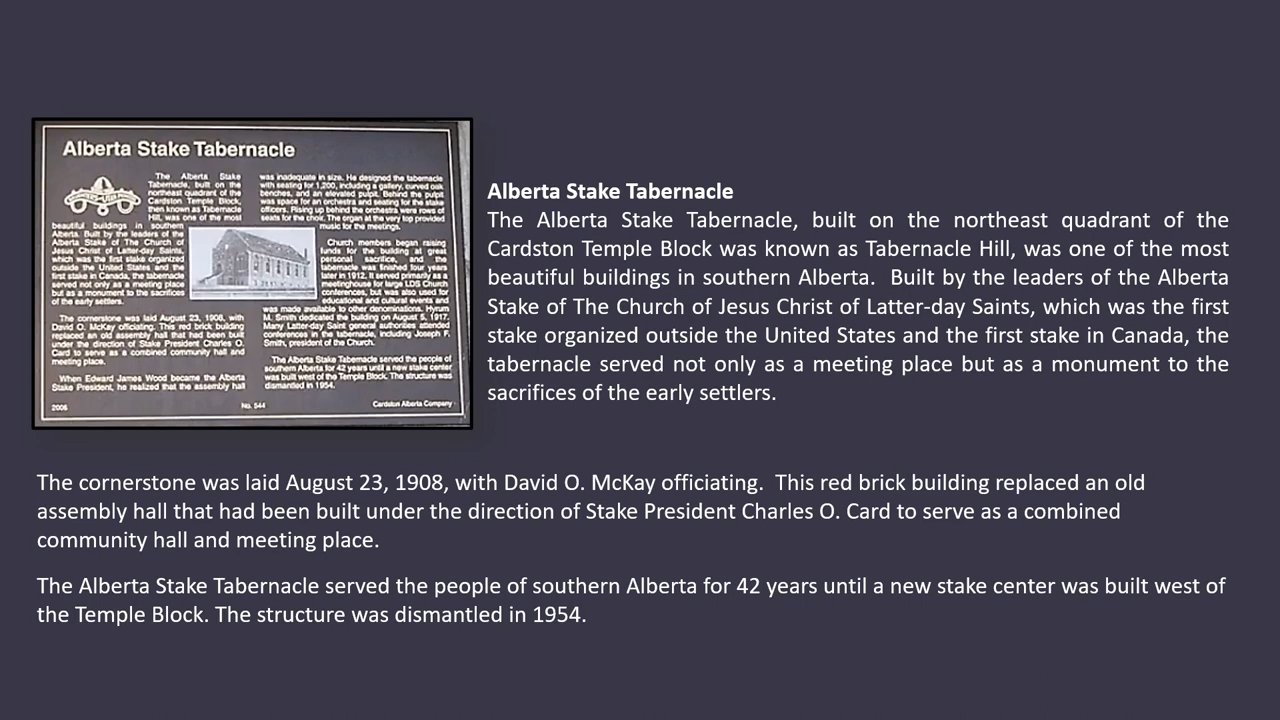 Alberta Stake Tabernacle
The Alberta Stake
Tabernacle, built on the
northeast quadrant of the
Cardston Temple Block,
then known as Tabernacle
Hill, was one of the most
beautiful buildings in southern
Alberta. Built by the leaders of the
Alberta Stake of The Church of
Jesus Christ of Latter-day Saints,
which was the first stake organized
outside the United States and the
first stake in Canada, the tabernacle
served not only as a meeting place
but as a monument to the sacrifices
of the early settlers.
The cornerstone was laid August 23, 1908, with
David O. McKay officiating. This red brick building
replaced an old assembly hall that had been built
under the direction of Stake President Charles O.
Card to serve as a combined community hall and
meeting place.
When Edward James Wood became the Alberta
Stake President, he realized that the assembly hall
was inadequate in size. He designed the tabernacle
with seating for 1,200, including a gallery, curved oak
benches, and an elevated pulpit. Behind the pulpit
was space for an orchestra and seating for the stake
officers. Rising up behind the orchestra were rows of
seats for the choir. The organ at the very top provided
music for the meetings.
Church members began raising
funds for the building at great
personal sacrifice, and the
tabernacle was finished four years
later in 1912. It served primarily as a
meetinghouse for large LDS Church
conferences, but was also used for
educational and cultural events and
was made available to other denominations. Hyrum
M. Smith dedicated the building on August 5, 1917.
Many Latter-day Saint general authorities attended
conferences in the tabernacle, including Joseph F.
Smith, president of the Church.
The Alberta Stake Tabernacle served the people of
southern Alberta for 42 years until a new stake center
was built west of the Temple Block. The structure was
dismantled in 1954.
2006 No. 544 Cardston Alberta Company
Alberta Stake Tabernacle
The Alberta Stake Tabernacle, built on the northeast quadrant of the
Cardston Temple Block was known as Tabernacle Hill, was one of the most
beautiful buildings in southern Alberta. Built by the leaders of the Alberta
Stake of The Church of Jesus Christ of Latter-day Saints, which was the first
stake organized outside the United States and the first stake in Canada, the
tabernacle served not only as a meeting place but as a monument to the
sacrifices of the early settlers.
The cornerstone was laid August 23, 1908, with David O. McKay officiating. This red brick building replaced an old
assembly hall that had been built under the direction of Stake President Charles O. Card to serve as a combined
community hall and meeting place.
The Alberta Stake Tabernacle served the people of southern Alberta for 42 years until a new stake center was built west of
the Temple Block. The structure was dismantled in 1954.